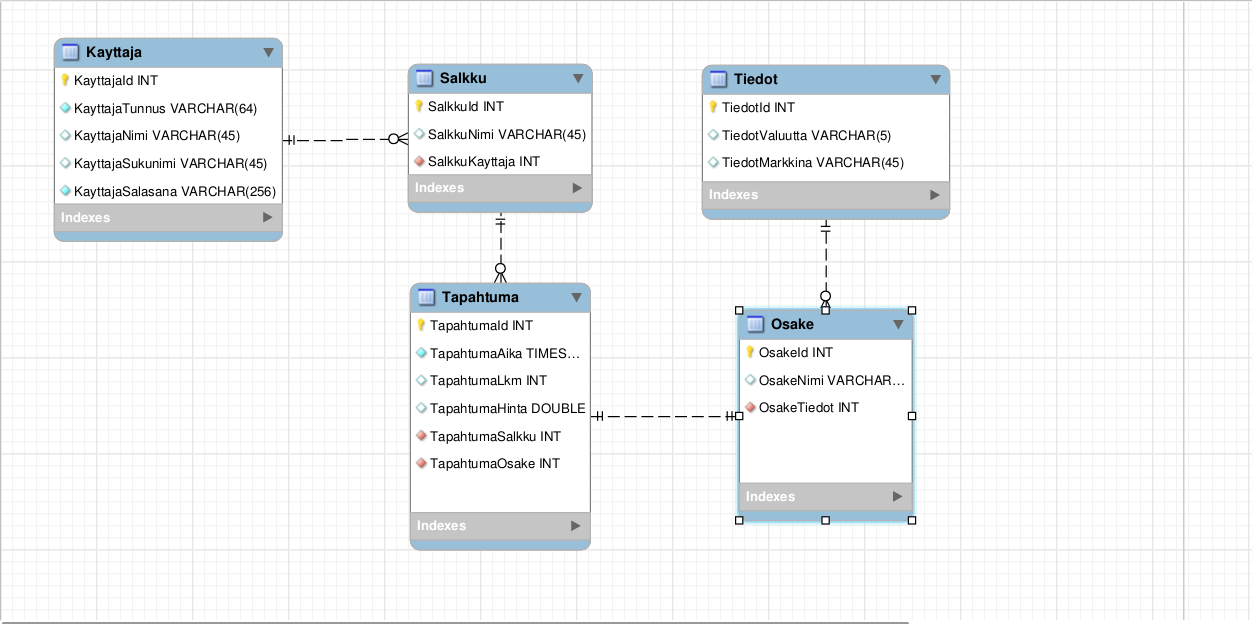 Kayttaja
KayttajaId INT
KayttajaTunnus VARCHAR(64)
KayttajaNimi VARCHAR(45)
KayttajaSukunimi VARCHAR(45)
KayttajaSalasana VARCHAR(256)
Indexes
Salkku
SalkkuId INT
SalkkuNimi VARCHAR(45)
SalkkuKayttaja INT
Indexes
Tiedot
TiedotId INT
TiedotValuutta VARCHAR(5)
TiedotMarkkina VARCHAR(45)
Indexes
Tapahtuma
TapahtumaId INT
TapahtumaAika TIMES...
TapahtumaLkm INT
TapahtumaHinta DOUBLE
TapahtumaSalkku INT
TapahtumaOsake INT
Indexes
Osake
OsakeId INT
OsakeNimi VARCHAR...
OsakeTiedot INT
Indexes